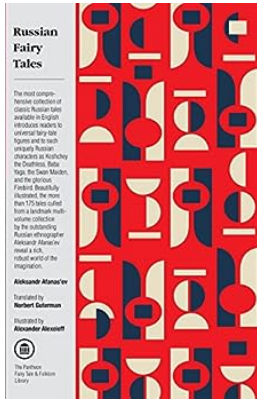 Russian
Fairy
Tales
The most compre-
hensive collection of
classic Russian tales
available in English
introduces readers to
universal fairy-tale
figures and to such
uniquely Russian
characters as Koshchey
the Deathless, Baba
Yaga, the Swan Maiden,
and the glorious
Firebird. Beautifully
illustrated, the more
than 175 tales culled
from a landmark multi-
volume collection
by the outstanding
Russian ethnographer
Aleksandr Afanas'ev
reveal a rich,
robust world of the
imagination.
Aleksandr Afanas'ev
Translated by
Norbert Guterman
Illustrated by
Alexander Alexeieff
The Pantheon
Fairy Tale & Folklore
Library